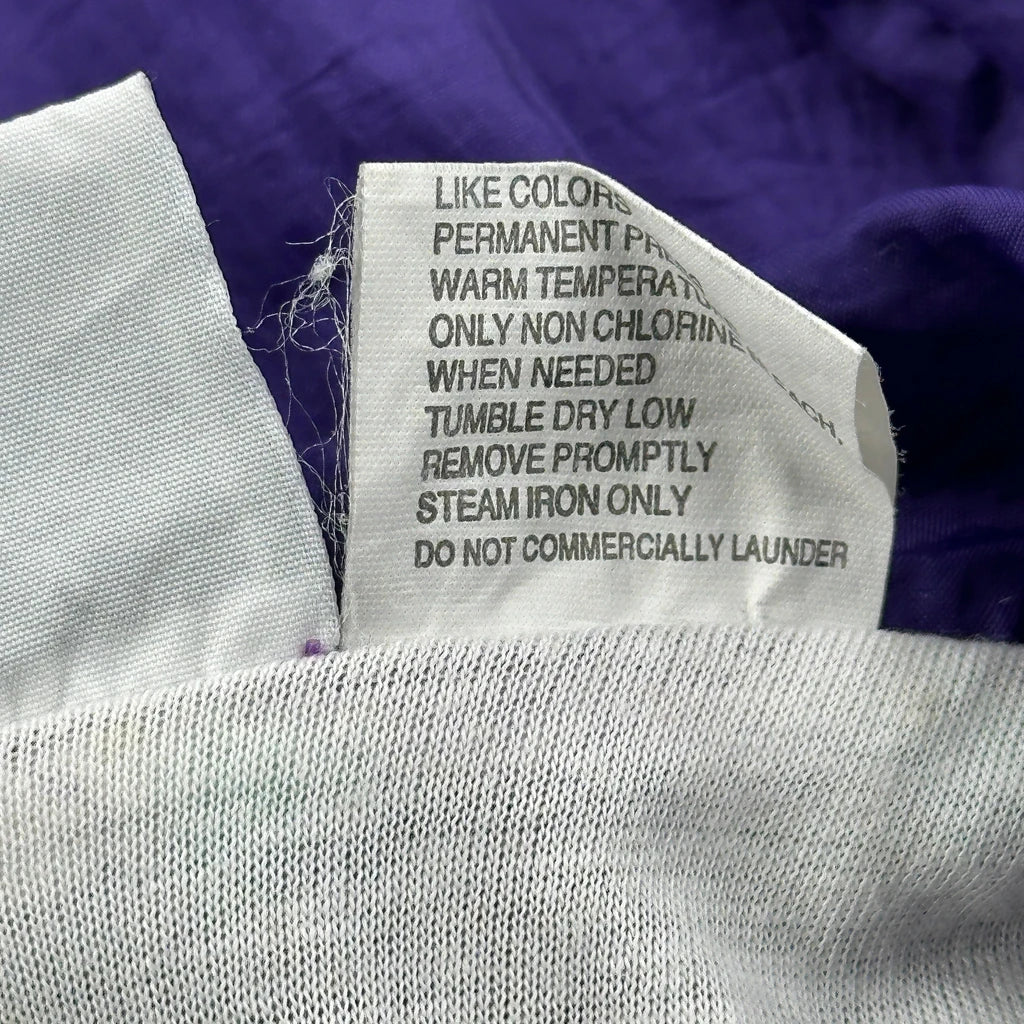 LIKE COLORS
PERMANENT
WARM TEMPERATU
ONLY NON CHLORINE
WHEN NEEDED
TUMBLE DRY LOW
REMOVE PROMPTLY
STEAM IRON ONLY
DO NOT COMMERCIALLY LAUNDER